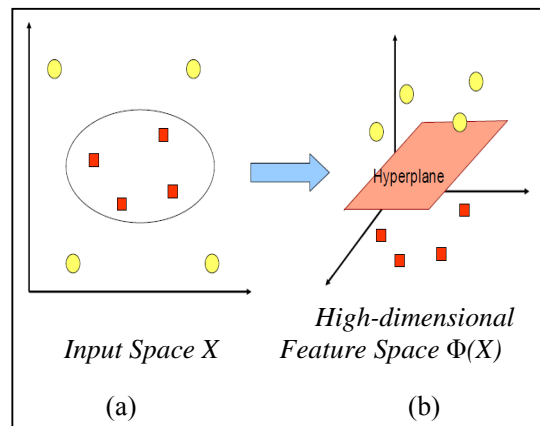 Hyperplane
Input Space X
High-dimensional
Feature Space Φ(X)
(a)
(b)